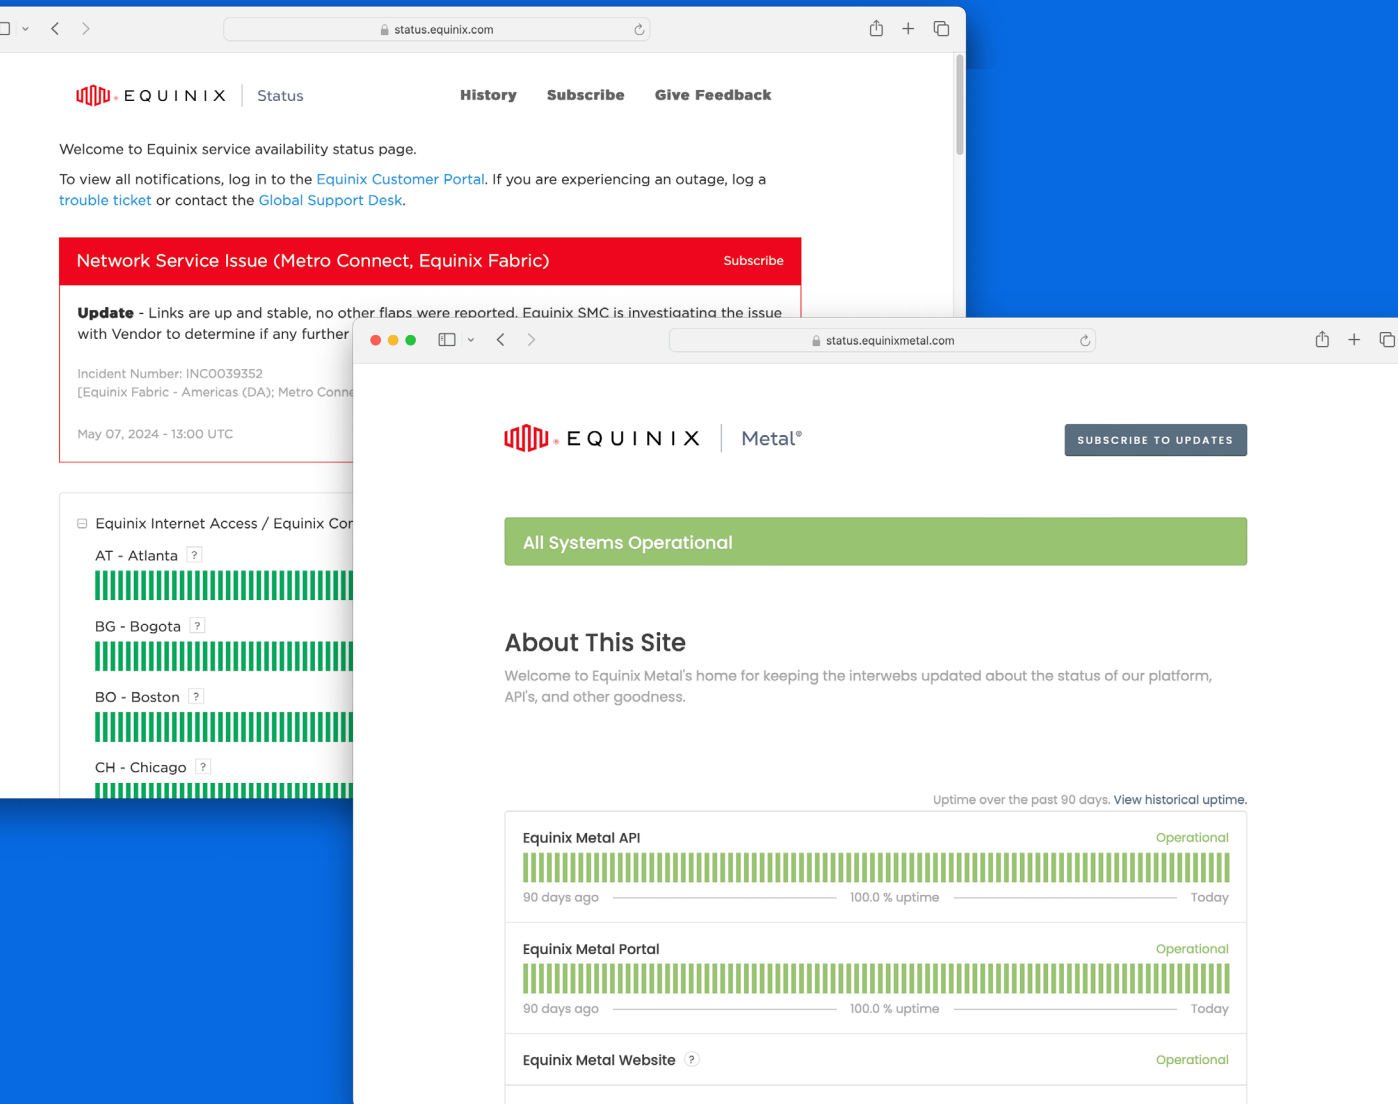 status.equinix.com
EQUINIX | Status
History Subscribe Give Feedback
Welcome to Equinix service availability status page.
To view all notifications, log in to the Equinix Customer Portal. If you are experiencing an outage, log a
trouble ticket or contact the Global Support Desk.
Network Service Issue (Metro Connect, Equinix Fabric) Subscribe
Update - Links are up and stable, no other flaps were reported. Equinix SMC is investigating the issue
with Vendor to determine if any further
Incident Number: INC0039352
[Equinix Fabric - Americas (DA); Metro Conne
May 07, 2024 - 13:00 UTC
Equinix Internet Access / Equinix Cor
AT - Atlanta ?
BG - Bogota ?
BO - Boston ?
CH - Chicago ?
status.equinixmetal.com
EQUINIX | Metal®
SUBSCRIBE TO UPDATES
All Systems Operational
About This Site
Welcome to Equinix Metal's home for keeping the interwebs updated about the status of our platform,
API's, and other goodness.
Uptime over the past 90 days. View historical uptime.
Equinix Metal API Operational
90 days ago 100.0 % uptime Today
Equinix Metal Portal Operational
90 days ago 100.0 % uptime Today
Equinix Metal Website ? Operational